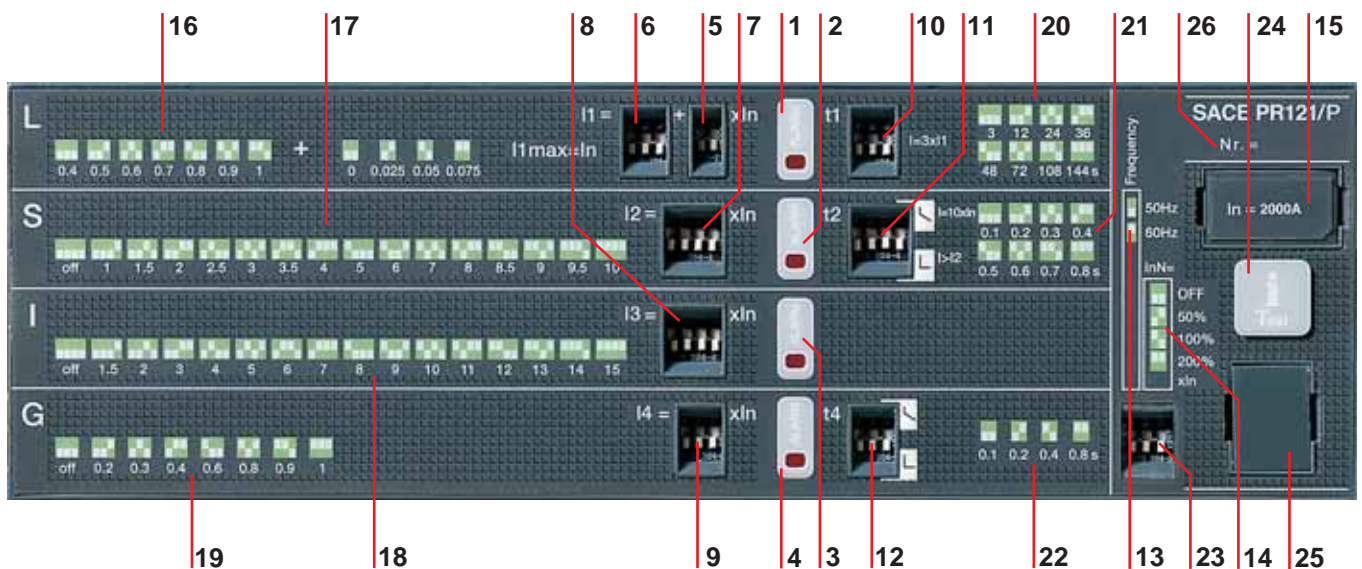 16 17 8 6 5 7 1 2 10 11 20 21 26 24 15
L I1 = + xIn t1 SACE PR121/P
I1max=In I=3xI1 3 12 24 36 Nr. =
+
0.4 0.5 0.6 0.7 0.8 0.9 1 0 0.025 0.05 0.075 48 72 108 144 s
Frequency
S I2 = xIn t2 I=10xIn 50Hz In = 2000A
0.1 0.2 0.3 0.4 60Hz
I>I2
off 1 1.5 2 2.5 3 3.5 4 5 6 7 8 8.5 9 9.5 10 0.5 0.6 0.7 0.8 s
InN=
I I3 = xIn OFF
50%
Test
100%
off 1.5 2 3 4 5 6 7 8 9 10 11 12 13 14 15 200%
xIn
G I4 = xIn t4
off 0.2 0.3 0.4 0.6 0.8 0.9 1 0.1 0.2 0.4 0.8 s
19 18 9 4 3 12 22 13 23 14 25